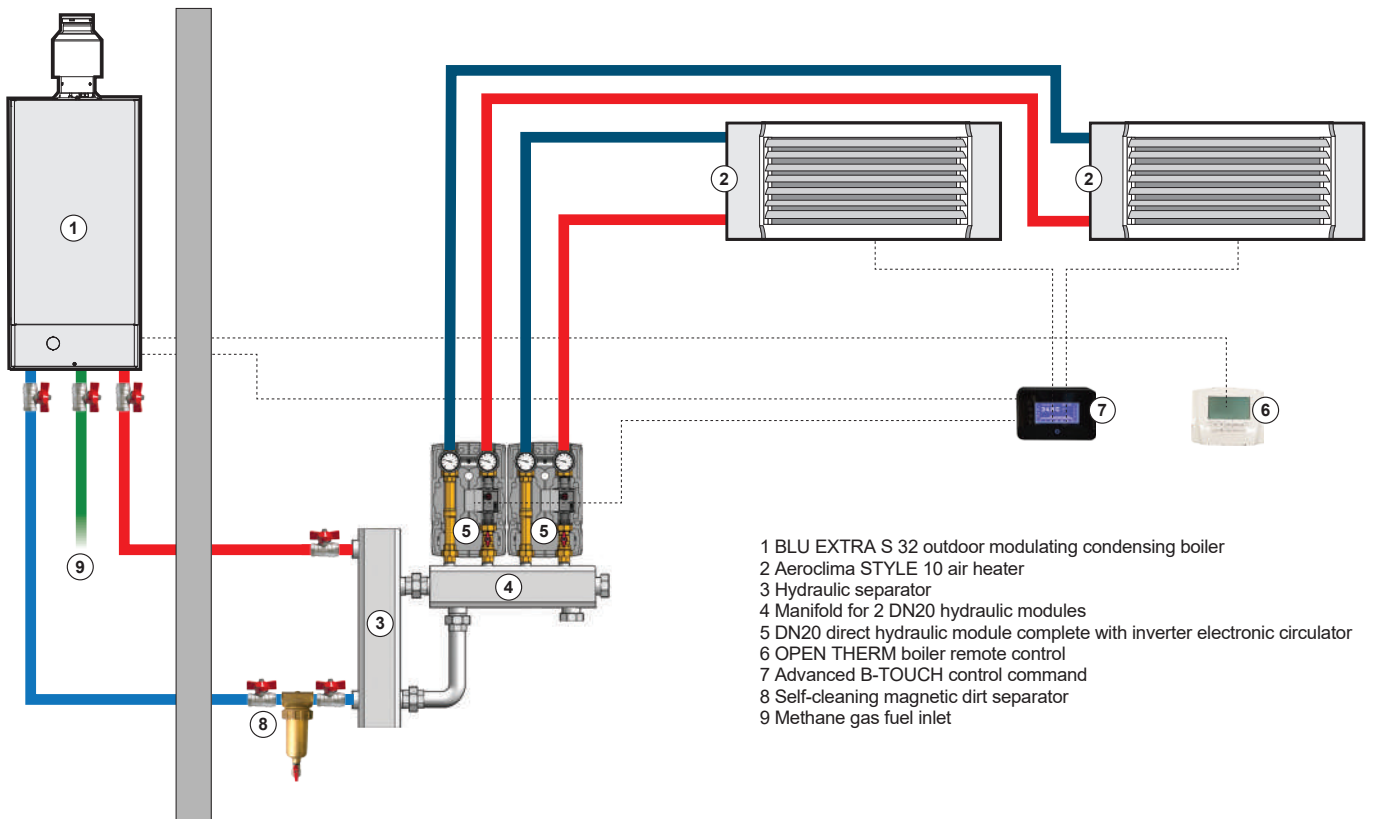 1
2
2
7
6
5
5
4
3
9
8
1 BLU EXTRA S 32 outdoor modulating condensing boiler
2 Aeroclima STYLE 10 air heater
3 Hydraulic separator
4 Manifold for 2 DN20 hydraulic modules
5 DN20 direct hydraulic module complete with inverter electronic circulator
6 OPEN THERM boiler remote control
7 Advanced B-TOUCH control command
8 Self-cleaning magnetic dirt separator
9 Methane gas fuel inlet